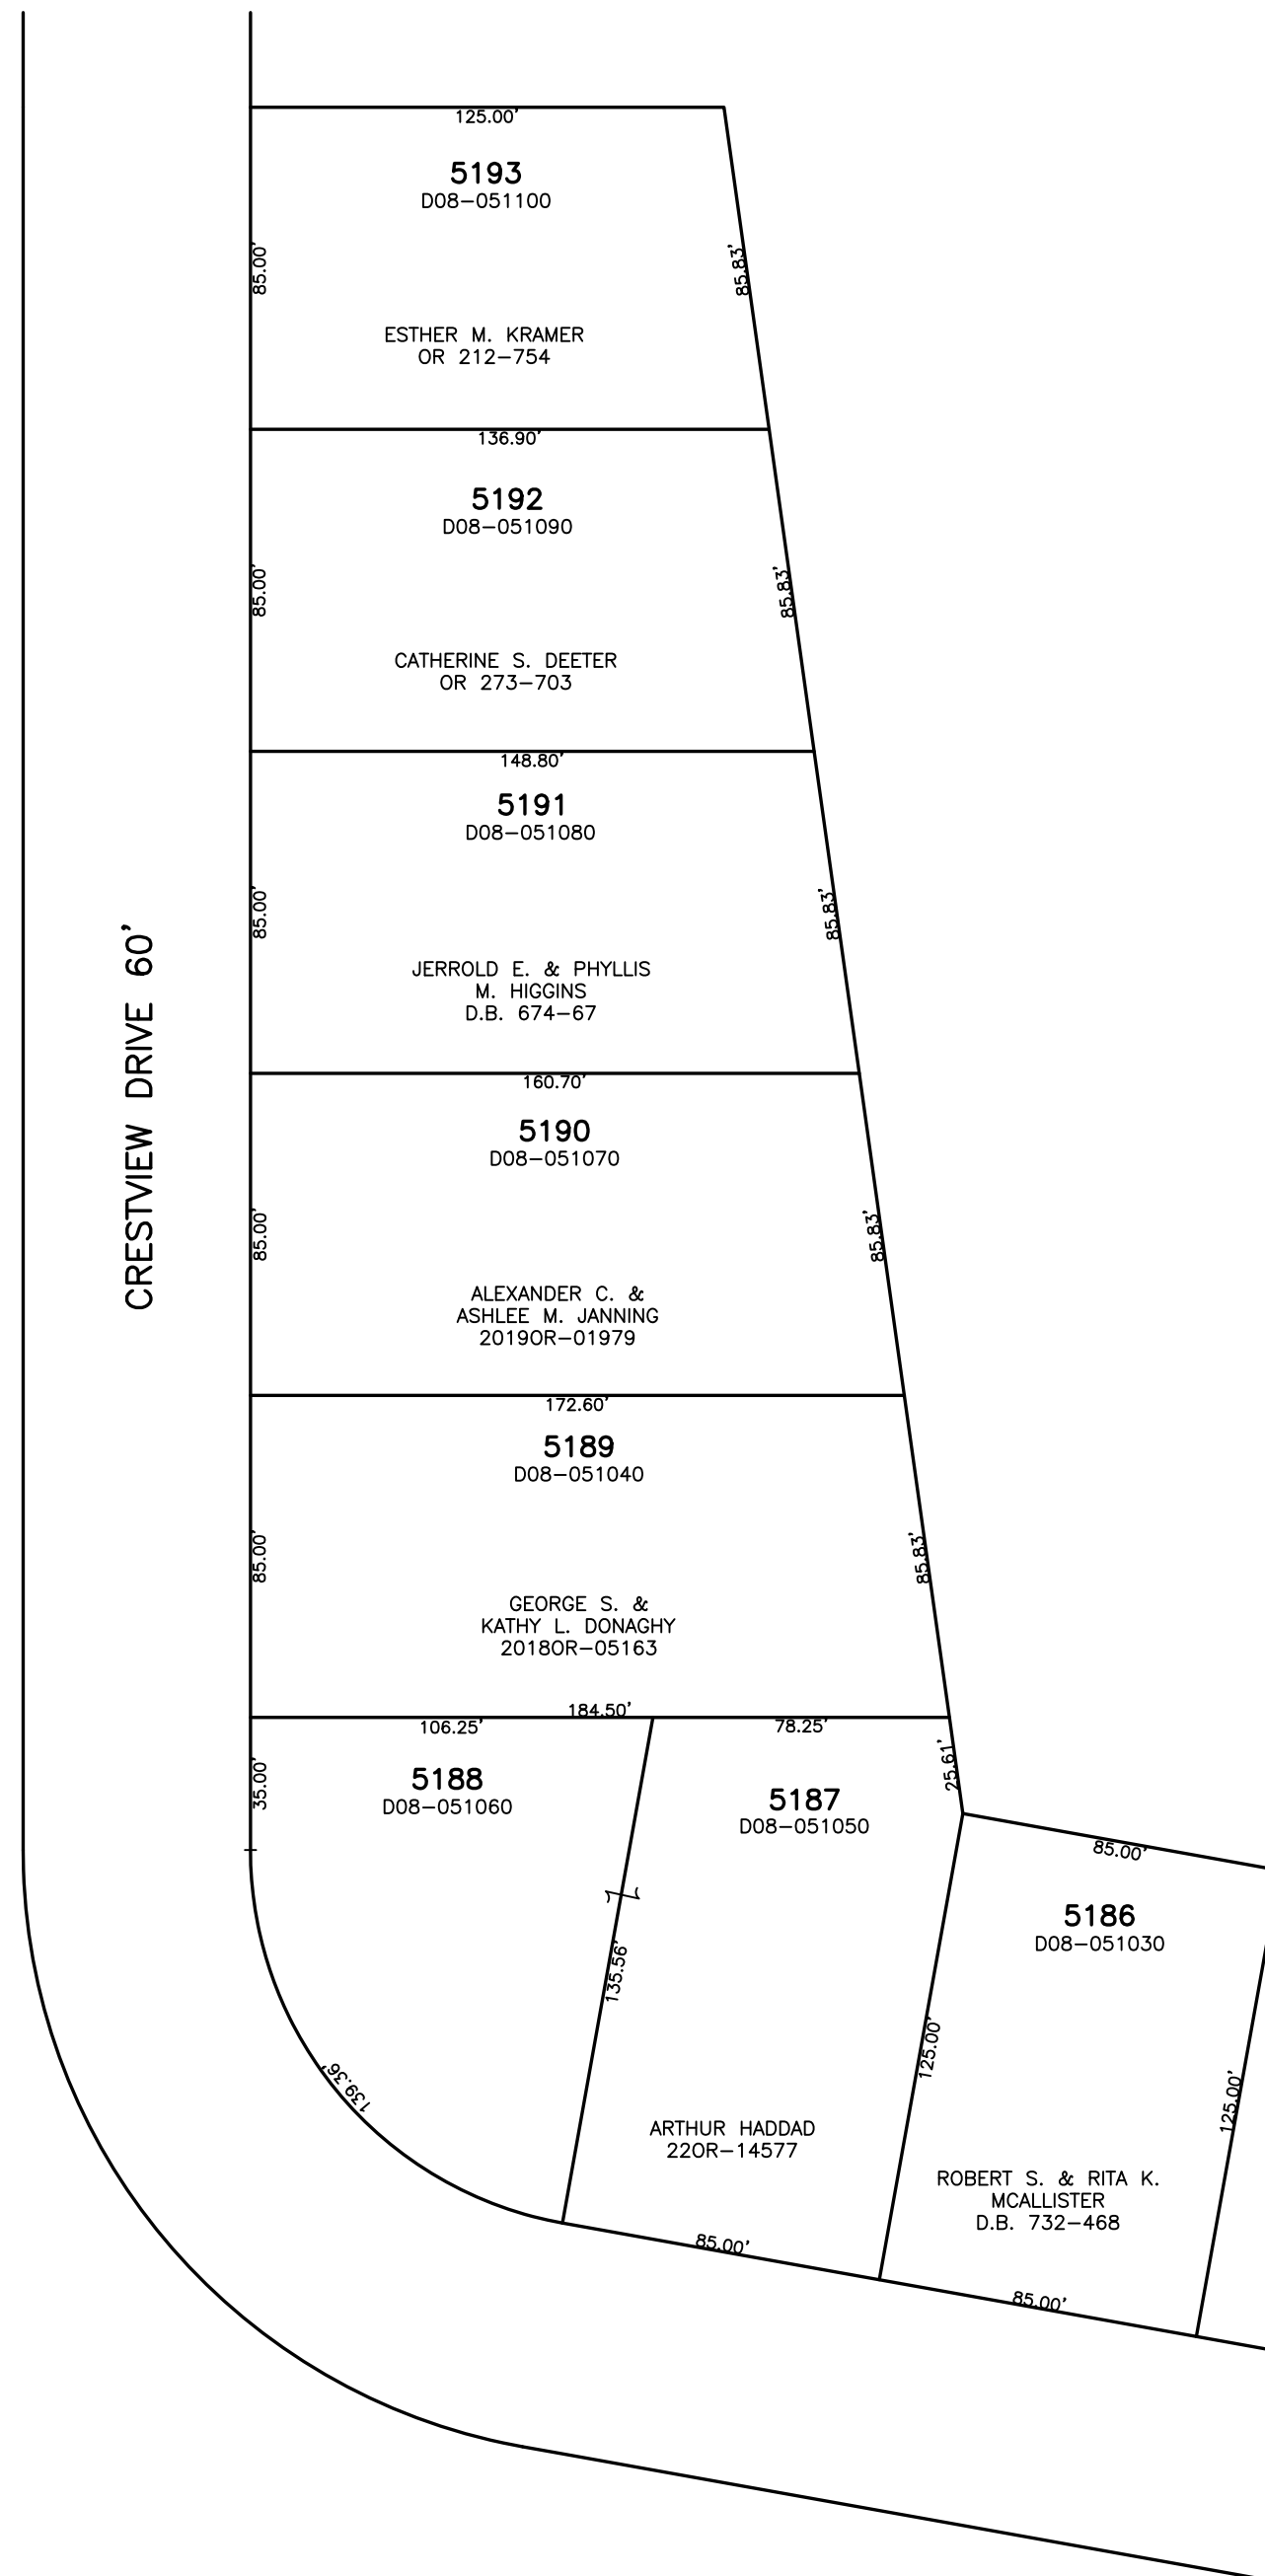 125.00'
5193
D08-051100
85.00'
85.83'
ESTHER M. KRAMER
OR 212-754
136.90'
5192
D08-051090
85.00'
85.83'
CATHERINE S. DEETER
OR 273-703
148.80'
5191
D08-051080
85.00'
85.83'
JERROLD E. & PHYLLIS
M. HIGGINS
D.B. 674-67
CRESTVIEW DRIVE 60'
160.70'
5190
D08-051070
85.00'
85.83'
ALEXANDER C. &
ASHLEE M. JANNING
2019OR-01979
172.60'
5189
D08-051040
85.00'
85.83'
GEORGE S. &
KATHY L. DONAGHY
2018OR-05163
184.50'
106.25'
78.25'
35.00'
5188
D08-051060
25.61'
5187
D08-051050
85.00'
5186
D08-051030
135.56'
125.00'
125.00'
139.36'
ARTHUR HADDAD
22OR-14577
ROBERT S. & RITA K.
MCALLISTER
D.B. 732-468
85.00'
85.00'